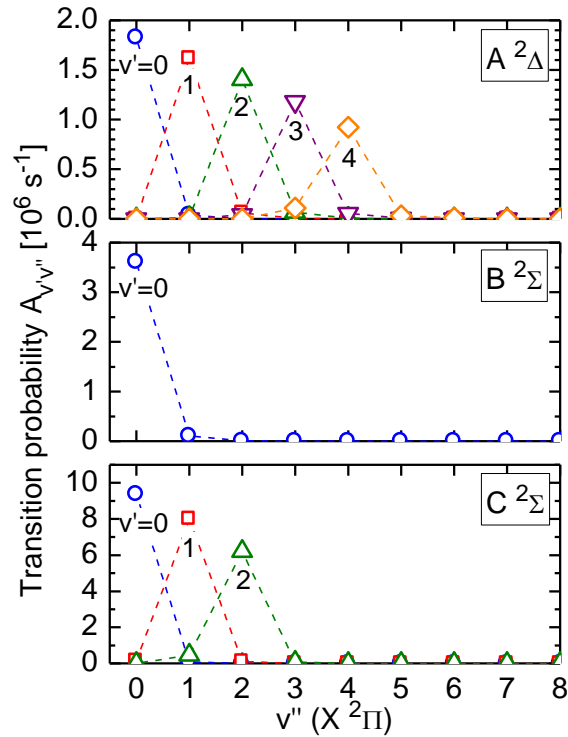 Transition probability A_{v'v''} [10⁶ s⁻¹]
2.0
1.5
1.0
0.5
0.0
v'=0
1
2
3
4
A ²Δ
4
3
2
1
0
v'=0
B ²Σ
10
8
6
4
2
0
v'=0
1
2
C ²Σ
0 1 2 3 4 5 6 7 8
v'' (X ²Π)